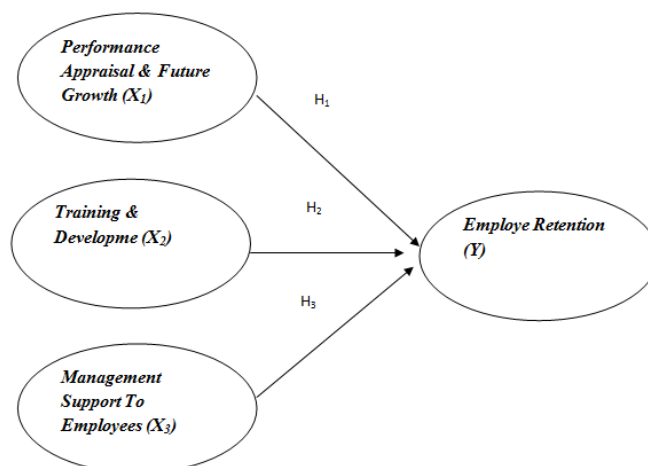 Performance
Appraisal & Future
Growth (X₁)
H₁
Training &
Developme (X₂)
H₂
Employe Retention
(Y)
H₃
Management
Support To
Employees (X₃)